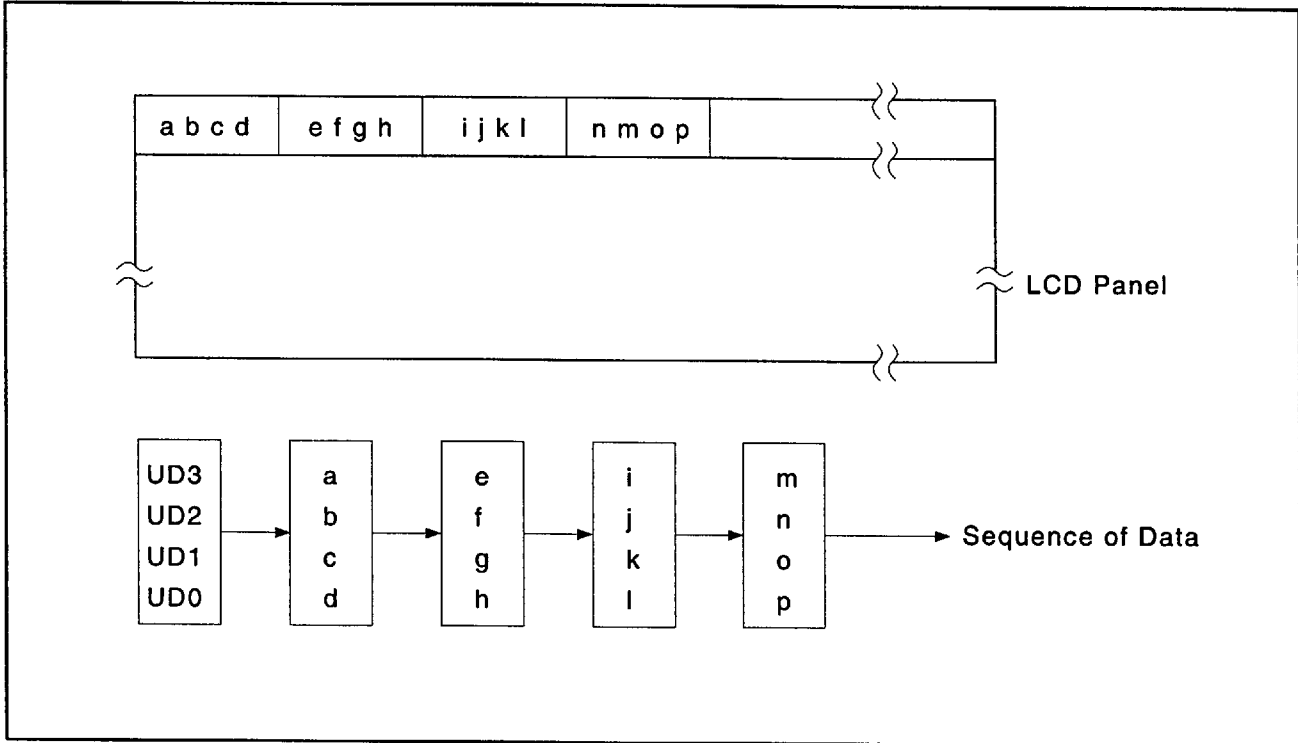 a b c d e f g h i j k l n m o p
LCD Panel
UD3 a e i m
UD2 b f j n
Sequence of Data
UD1 c g k o
UD0 d h l p